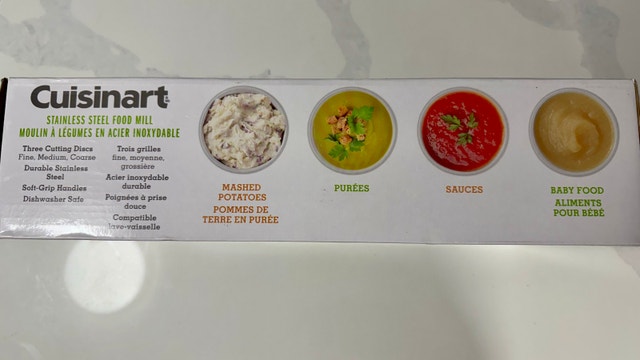 Cuisinart
STAINLESS STEEL FOOD MILL
MOULIN À LÉGUMES EN ACIER INOXYDABLE
Three Cutting Discs
Fine, Medium, Coarse
Durable Stainless
Steel
Soft-Grip Handles
Dishwasher Safe
Trois grilles
fine, moyenne,
grossière
Acier inoxydable
durable
Poignées à prise
douce
Compatible
lave-vaisselle
MASHED
POTATOES
POMMES DE
TERRE EN PURÉE
PURÉES
SAUCES
BABY FOOD
ALIMENTS
POUR BÉBÉ